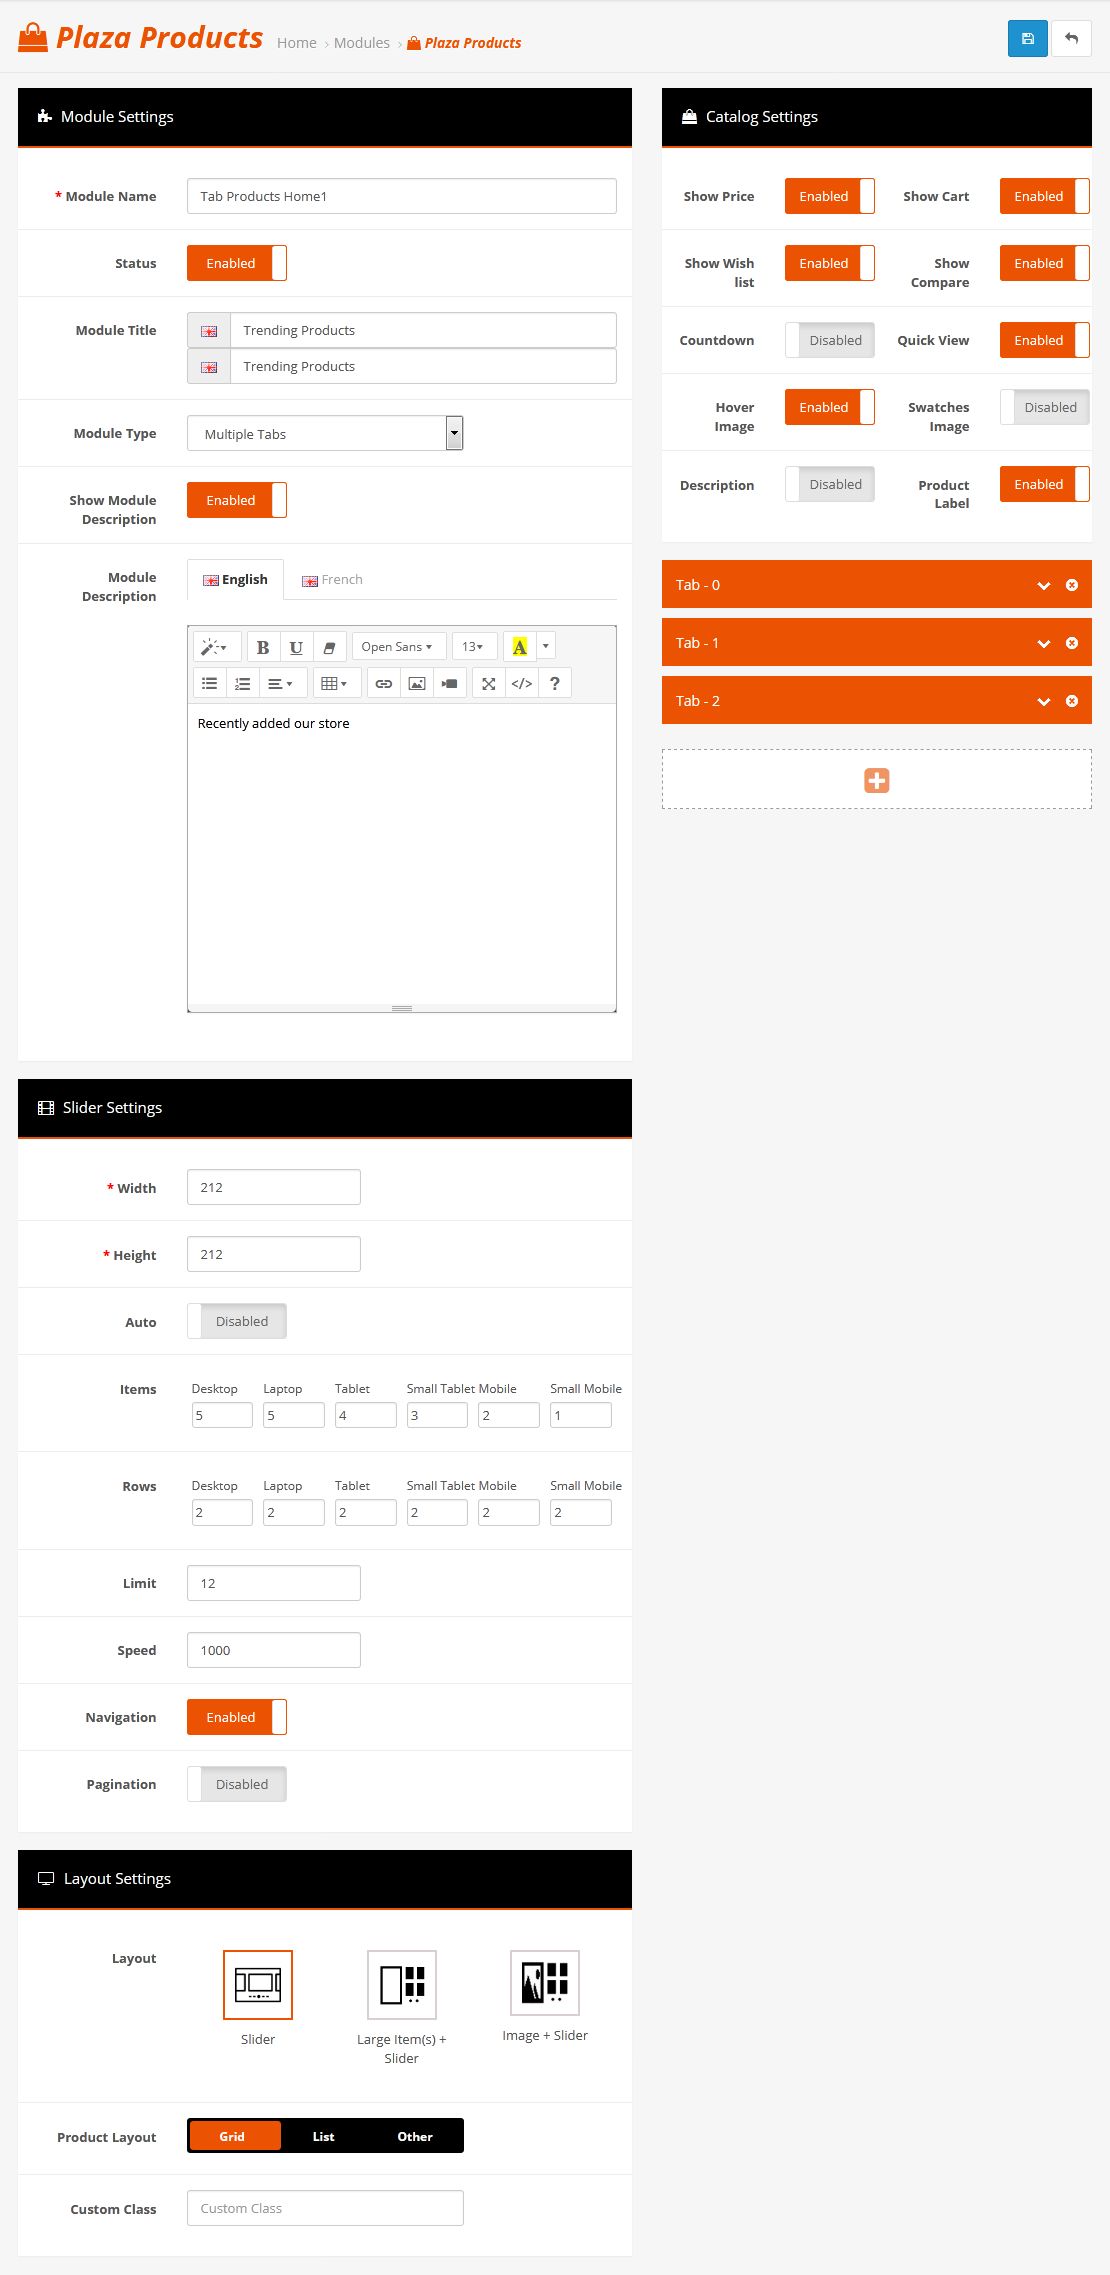 Plaza Products
Home › Modules › Plaza Products
Module Settings
* Module Name
Tab Products Home1
Status
Enabled
Module Title
Trending Products
Trending Products
Module Type
Multiple Tabs
Show Module
Description
Enabled
Module
Description
English
French
B U Open Sans 13 A
</> ?
Recently added our store
Slider Settings
* Width
212
* Height
212
Auto
Disabled
Items
Desktop Laptop Tablet Small Tablet Mobile Small Mobile
5 5 4 3 2 1
Rows
Desktop Laptop Tablet Small Tablet Mobile Small Mobile
2 2 2 2 2 2
Limit
12
Speed
1000
Navigation
Enabled
Pagination
Disabled
Layout Settings
Layout
Slider
Large Item(s) +
Slider
Image + Slider
Product Layout
Grid List Other
Custom Class
Custom Class
Catalog Settings
Show Price
Enabled
Show Cart
Enabled
Show Wish
list
Enabled
Show
Compare
Enabled
Countdown
Disabled
Quick View
Enabled
Hover
Image
Enabled
Swatches
Image
Disabled
Description
Disabled
Product
Label
Enabled
Tab - 0
Tab - 1
Tab - 2